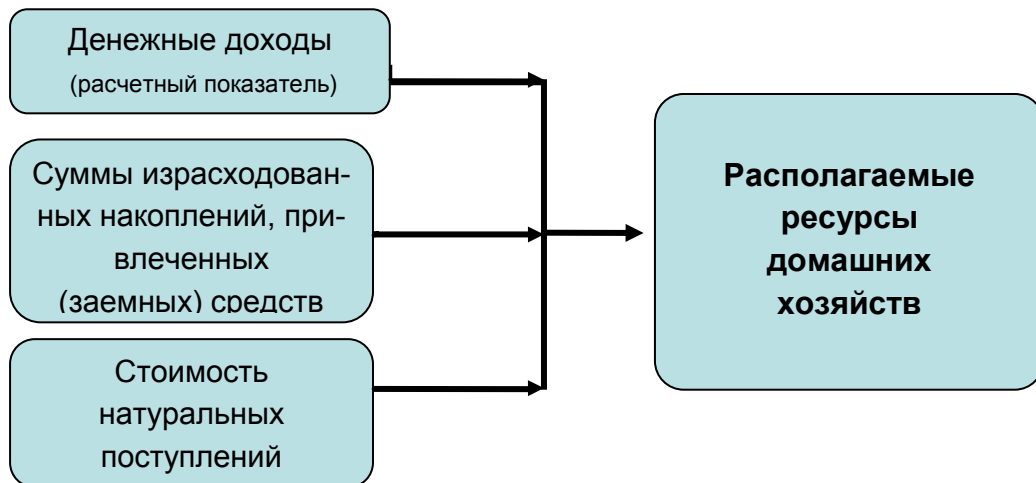 Денежные доходы
(расчетный показатель)
Суммы израсходован-
ных накоплений, при-
влеченных
(заемных) средств
Стоимость
натуральных
поступлений
Располагаемые
ресурсы
домашних
хозяйств